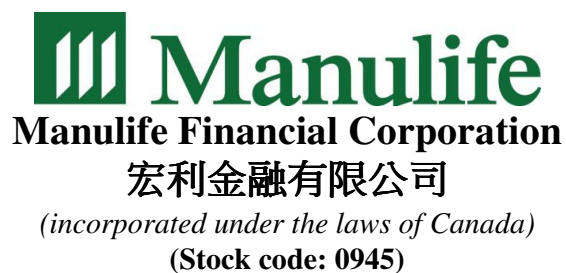 Manulife
Manulife Financial Corporation
宏利金融有限公司
(incorporated under the laws of Canada)
(Stock code: 0945)